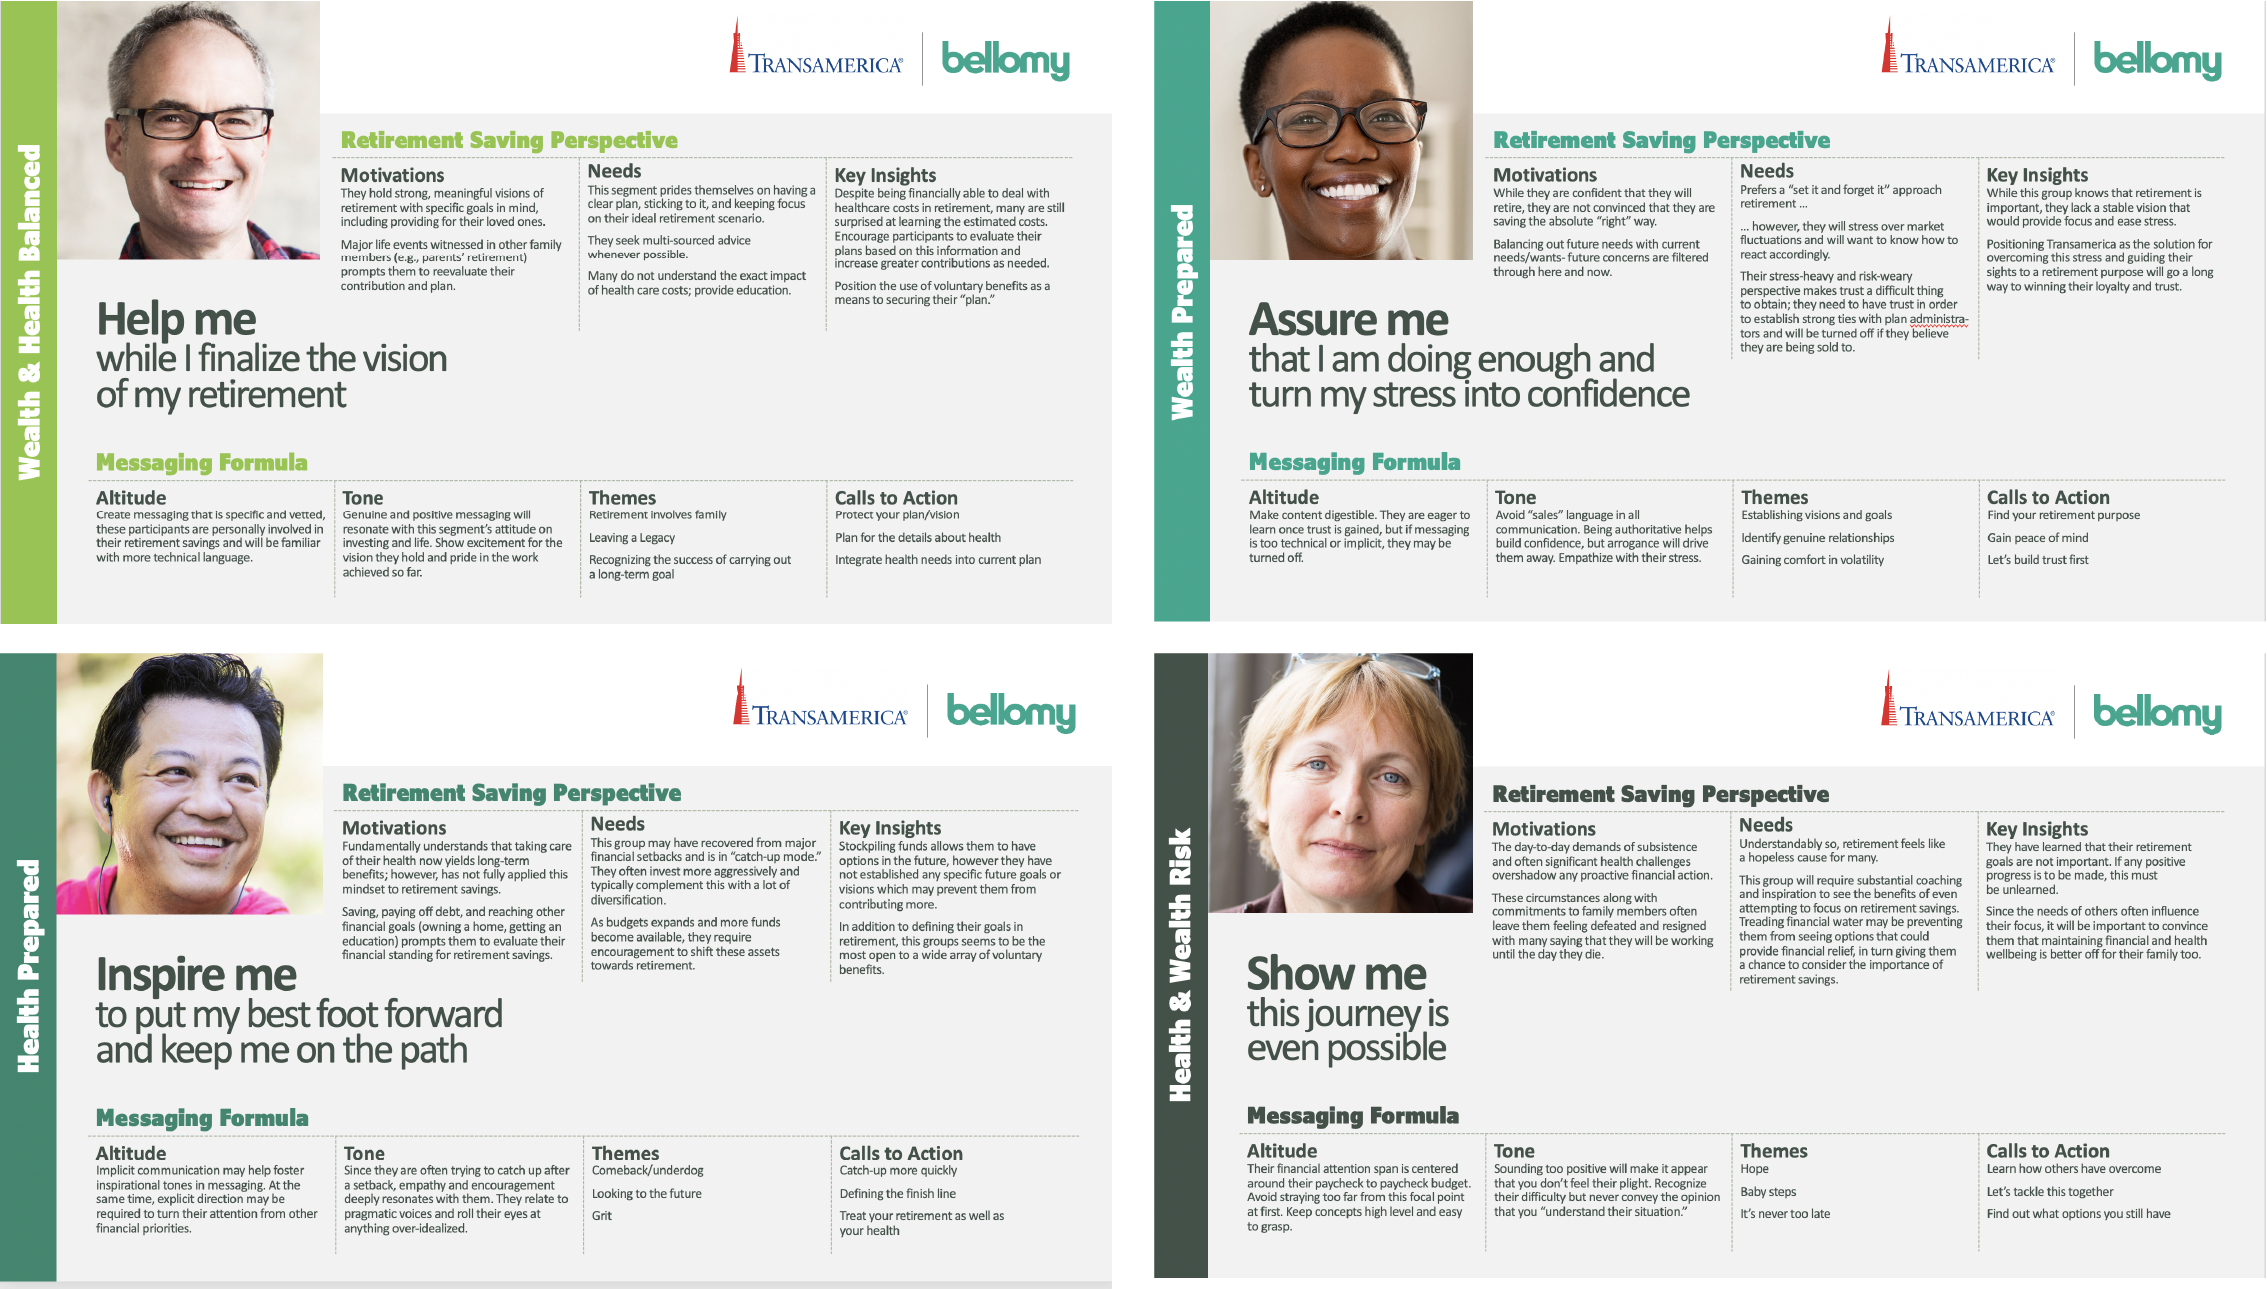 Wealth & Health Balanced
TRANSAMERICA®
bellomy
Retirement Saving Perspective
Motivations
They hold strong, meaningful visions of
retirement with specific goals in mind,
including providing for their loved ones.
Major life events witnessed in other family
members (e.g., parents' retirement)
prompts them to reevaluate their
contribution and plan.
Needs
This segment prides themselves on having a
clear plan, sticking to it, and keeping focus
on their ideal retirement scenario.
They seek multi-sourced advice
whenever possible.
Many do not understand the exact impact
of health care costs; provide education.
Key Insights
Despite being financially able to deal with
healthcare costs in retirement, many are still
surprised at learning the estimated costs.
Encourage participants to evaluate their
plans based on this information and
increase greater contributions as needed.
Position the use of voluntary benefits as a
means to securing their "plan."
Help me
while I finalize the vision
of my retirement
Messaging Formula
Altitude
Create messaging that is specific and vetted,
these participants are personally involved in
their retirement savings and will be familiar
with more technical language.
Tone
Genuine and positive messaging will
resonate with this segment's attitude on
investing and life. Show excitement for the
vision they hold and pride in the work
achieved so far.
Themes
Retirement involves family
Leaving a Legacy
Recognizing the success of carrying out
a long-term goal
Calls to Action
Protect your plan/vision
Plan for the details about health
Integrate health needs into current plan
Wealth Prepared
TRANSAMERICA®
bellomy
Retirement Saving Perspective
Motivations
While they are confident that they will
retire, they are not convinced that they are
saving the absolute "right" way.
Balancing out future needs with current
needs/wants- future concerns are filtered
through here and now.
Needs
Prefers a "set it and forget it" approach
retirement ...
... however, they will stress over market
fluctuations and will want to know how to
react accordingly.
Their stress-heavy and risk-weary
perspective makes trust a difficult thing
to obtain; they need to have trust in order
to establish strong ties with plan administra-
tors and will be turned off if they believe
they are being sold to.
Key Insights
While this group knows that retirement is
important, they lack a stable vision that
would provide focus and ease stress.
Positioning Transamerica as the solution for
overcoming this stress and guiding their
sights to a retirement purpose will go a long
way to winning their loyalty and trust.
Assure me
that I am doing enough and
turn my stress into confidence
Messaging Formula
Altitude
Make content digestible. They are eager to
learn once trust is gained, but if messaging
is too technical or implicit, they may be
turned off.
Tone
Avoid "sales" language in all
communication. Being authoritative helps
build confidence, but arrogance will drive
them away. Empathize with their stress.
Themes
Establishing visions and goals
Identify genuine relationships
Gaining comfort in volatility
Calls to Action
Find your retirement purpose
Gain peace of mind
Let's build trust first
Health Prepared
TRANSAMERICA®
bellomy
Retirement Saving Perspective
Motivations
Fundamentally understands that taking care
of their health now yields long-term
benefits; however, has not fully applied this
mindset to retirement savings.
Saving, paying off debt, and reaching other
financial goals (owning a home, getting an
education) prompts them to evaluate their
financial standing for retirement savings.
Needs
This group may have recovered from major
financial setbacks and is in "catch-up mode."
They often invest more aggressively and
typically complement this with a lot of
diversification.
As budgets expands and more funds
become available, they require
encouragement to shift these assets
towards retirement.
Key Insights
Stockpiling funds allows them to have
options in the future, however they have
not established any specific future goals or
visions which may prevent them from
contributing more.
In addition to defining their goals in
retirement, this groups seems to be the
most open to a wide array of voluntary
benefits.
Inspire me
to put my best foot forward
and keep me on the path
Messaging Formula
Altitude
Implicit communication may help foster
inspirational tones in messaging. At the
same time, explicit direction may be
required to turn their attention from other
financial priorities.
Tone
Since they are often trying to catch up after
a setback, empathy and encouragement
deeply resonates with them. They relate to
pragmatic voices and roll their eyes at
anything over-idealized.
Themes
Comeback/underdog
Looking to the future
Grit
Calls to Action
Catch-up more quickly
Defining the finish line
Treat your retirement as well as
your health
Health & Wealth Risk
TRANSAMERICA®
bellomy
Retirement Saving Perspective
Motivations
The day-to-day demands of subsistence
and often significant health challenges
overshadow any proactive financial action.
These circumstances along with
commitments to family members often
leave them feeling defeated and resigned
with many saying that they will be working
until the day they die.
Needs
Understandably so, retirement feels like
a hopeless cause for many.
This group will require substantial coaching
and inspiration to see the benefits of even
attempting to focus on retirement savings.
Treading financial water may be preventing
them from seeing options that could
provide financial relief, in turn giving them
a chance to consider the importance of
retirement savings.
Key Insights
They have learned that their retirement
goals are not important. If any positive
progress is to be made, this must
be unlearned.
Since the needs of others often influence
their focus, it will be important to convince
them that maintaining financial and health
wellbeing is better off for their family too.
Show me
this journey is
even possible
Messaging Formula
Altitude
Their financial attention span is centered
around their paycheck to paycheck budget.
Avoid straying too far from this focal point
at first. Keep concepts high level and easy
to grasp.
Tone
Sounding too positive will make it appear
that you don't feel their plight. Recognize
their difficulty but never convey the opinion
that you "understand their situation."
Themes
Hope
Baby steps
It's never too late
Calls to Action
Learn how others have overcome
Let's tackle this together
Find out what options you still have